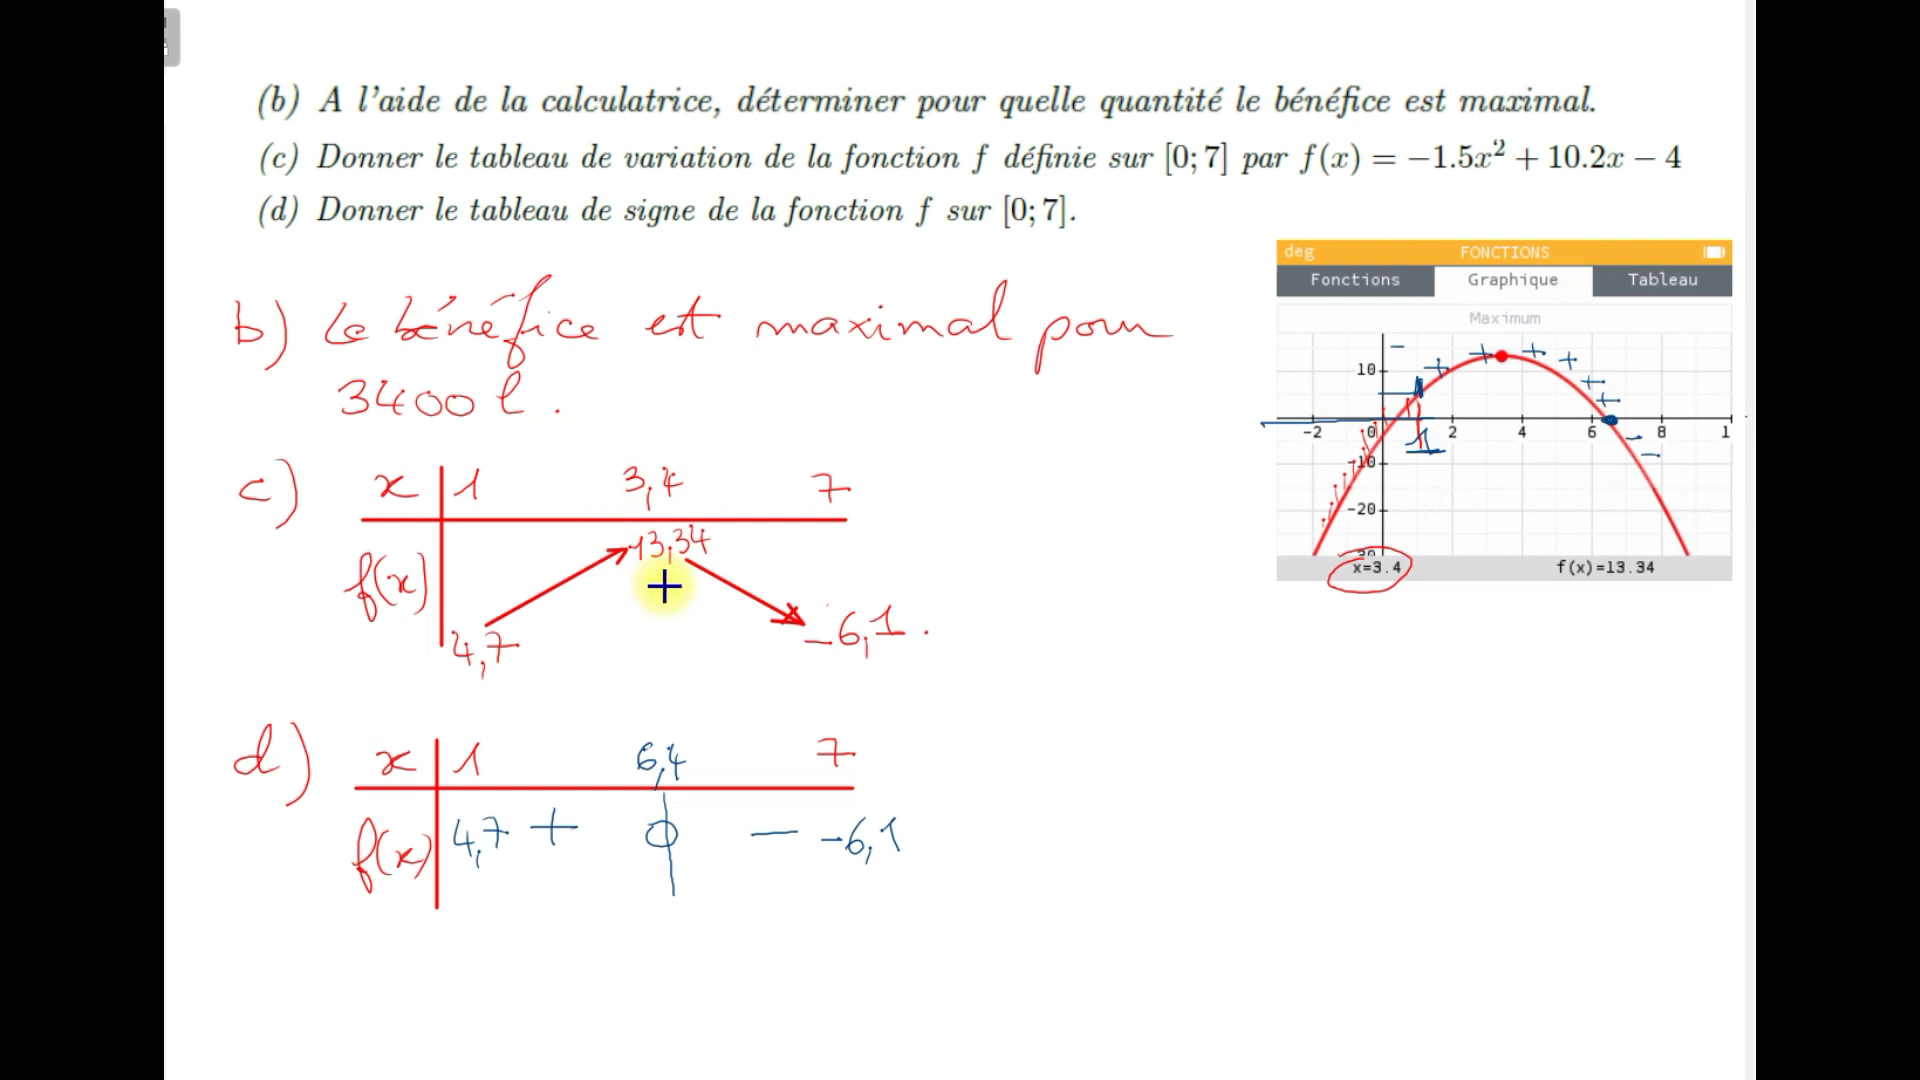 (b) A l'aide de la calculatrice, déterminer pour quelle quantité le bénéfice est maximal.
(c) Donner le tableau de variation de la fonction f définie sur [0; 7] par f(x) = −1.5x² + 10.2x − 4
(d) Donner le tableau de signe de la fonction f sur [0; 7].
deg FONCTIONS
Fonctions Graphique Tableau
Maximum
10
-2 0 1 2 4 6 8 1
-10
-20
x=3.4 f(x)=13.34
b) Le bénéfice est maximal pour
3400 l.
c) x 1 3,4 7
13,34
f(x)
4,7 -6,1.
d) x 1 6,4 7
f(x) 4,7 + 0 − -6,1